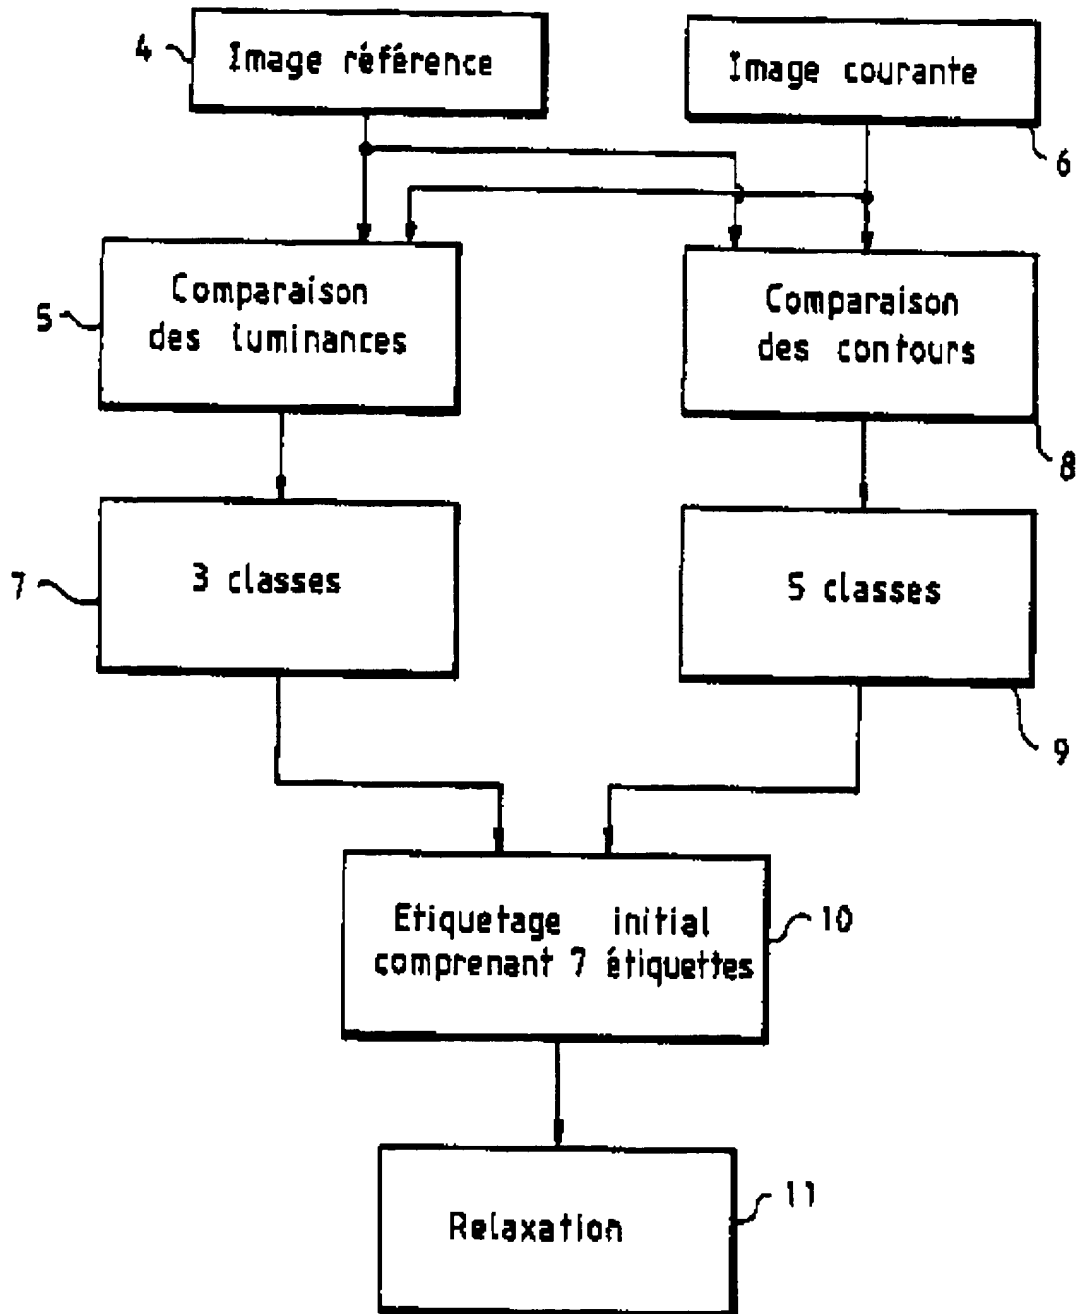 4
Image référence
Image courante
6
Comparaison
des luminances
5
Comparaison
des contours
8
3 classes
7
5 classes
9
Etiquetage initial
comprenant 7 étiquettes
10
Relaxation
11